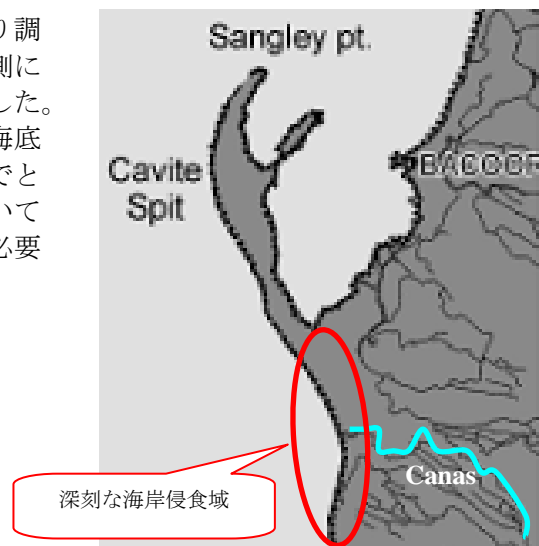 り調
側に
した。
海底
でと
いて
必要
Sangley pt.
Cavite
Spit
BACOOR
Canas
深刻な海岸侵食域